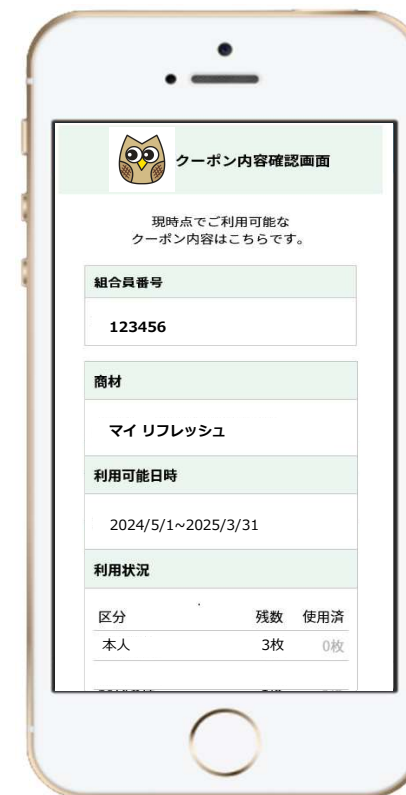 クーポン内容確認画面
現時点でご利用可能な
クーポン内容はこちらです。
組合員番号
123456
商材
マイ リフレッシュ
利用可能日時
2024/5/1~2025/3/31
利用状況
区分 残数 使用済
本人 3枚 0枚